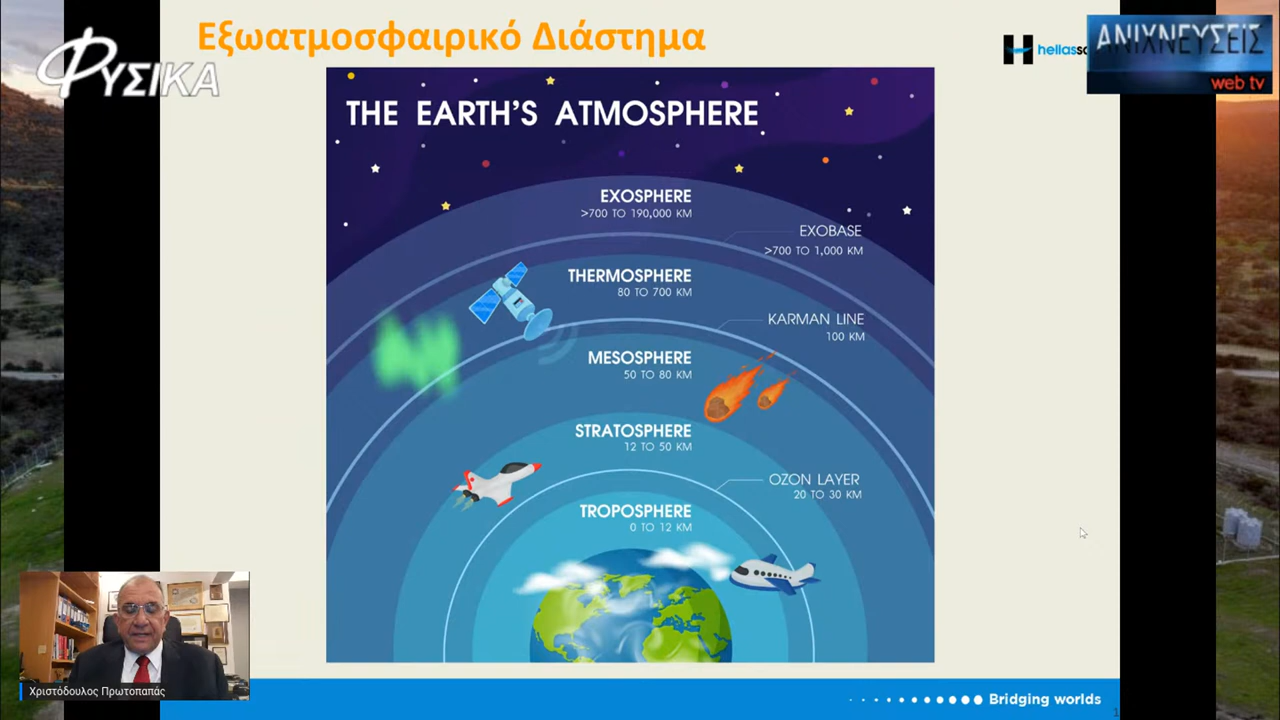 Εξωατμοσφαιρικό Διάστημα
ΦΥΣΙΚΑ
ΑΝΙΧΝΕΥΣΕΙΣ
web tv
THE EARTH'S ATMOSPHERE
EXOSPHERE
>700 TO 190,000 KM
EXOBASE
>700 TO 1,000 KM
THERMOSPHERE
80 TO 700 KM
KARMAN LINE
100 KM
MESOSPHERE
50 TO 80 KM
STRATOSPHERE
12 TO 50 KM
OZON LAYER
20 TO 30 KM
TROPOSPHERE
0 TO 12 KM
Χριστόδουλος Πρωτοπαπάς
Bridging worlds